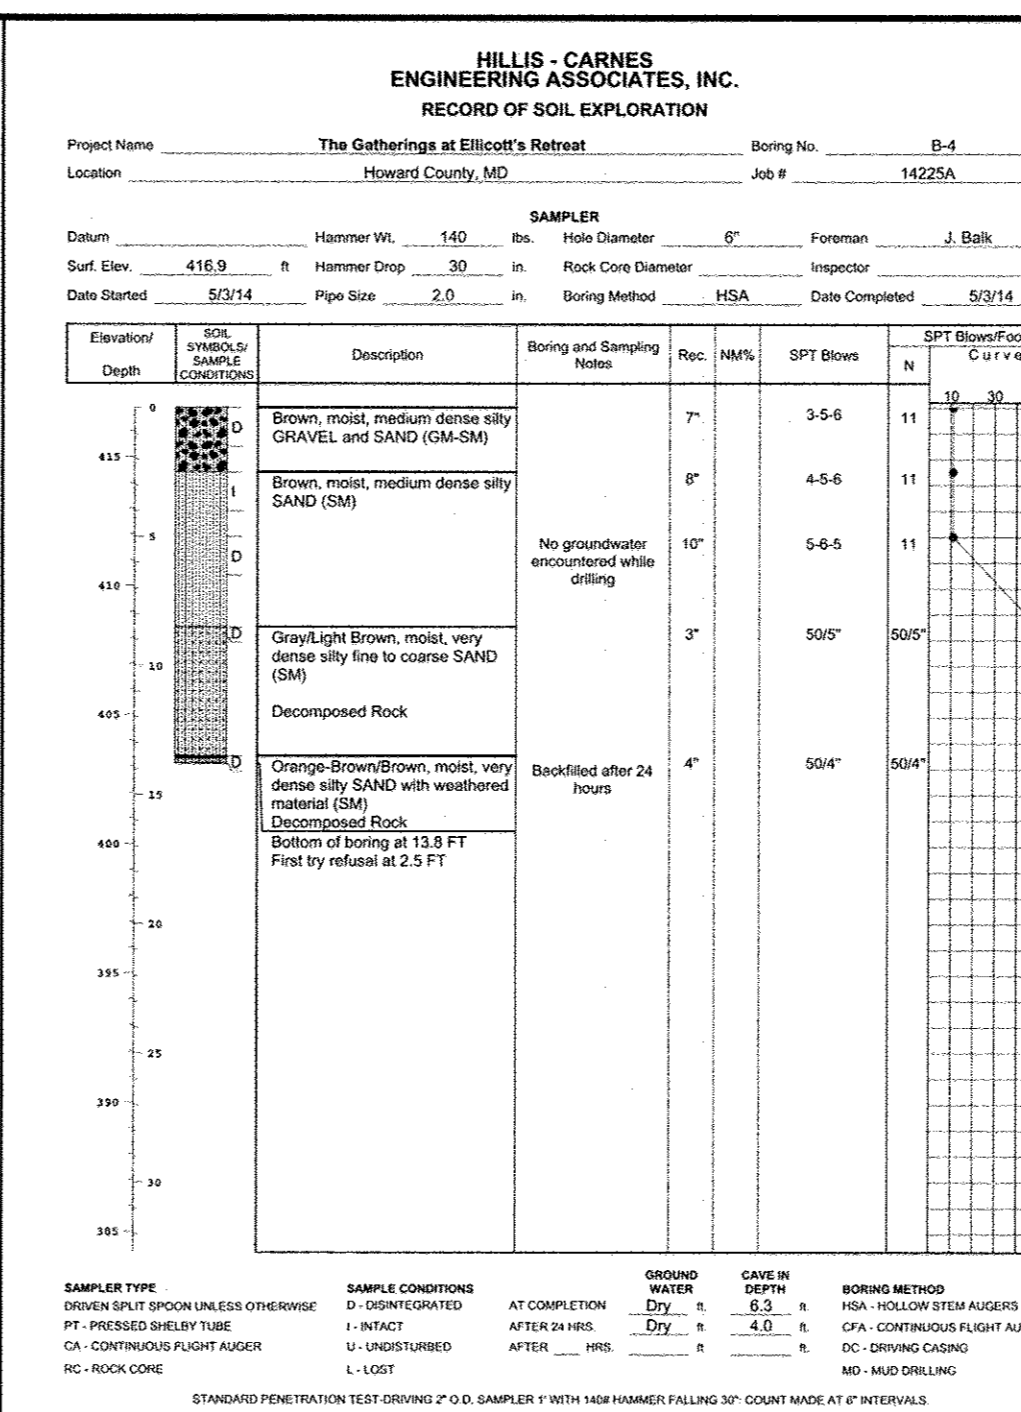 HILLIS - CARNES
ENGINEERING ASSOCIATES, INC.
RECORD OF SOIL EXPLORATION
Project Name The Gatherings at Ellicott's Retreat Boring No. B-4
Location Howard County, MD Job # 14225A
SAMPLER
Datum Hammer Wt. 140 lbs. Hole Diameter 6" Foreman J. Balk
Surf. Elev. 416.9 ft Hammer Drop 30 in. Rock Core Diameter Inspector
Date Started 5/3/14 Pipe Size 2.0 in. Boring Method HSA Date Completed 5/3/14
Elevation/ Depth SOIL SYMBOLS/ SAMPLE CONDITIONS Description Boring and Sampling Notes Rec. NM% SPT Blows SPT Blows/Foo
N Curve
10 30
0 D Brown, moist, medium dense silty 7" 3-5-6 11
GRAVEL and SAND (GM-SM)
415
I Brown, moist, medium dense silty 8" 4-5-6 11
SAND (SM)
5 D No groundwater 10" 5-6-5 11
encountered while
drilling
410
D Gray/Light Brown, moist, very 3" 50/5" 50/5"
dense silty fine to coarse SAND
10 (SM)
405 Decomposed Rock
D Orange-Brown/Brown, moist, very Backfilled after 24 4" 50/4" 50/4"
dense silty SAND with weathered hours
15 material (SM)
Decomposed Rock
400 Bottom of boring at 13.8 FT
First try refusal at 2.5 FT
20
395
25
390
30
385
GROUND WATER CAVE IN DEPTH
SAMPLER TYPE SAMPLE CONDITIONS BORING METHOD
DRIVEN SPLIT SPOON UNLESS OTHERWISE D - DISINTEGRATED AT COMPLETION Dry ft. 6.3 ft. HSA - HOLLOW STEM AUGERS
PT - PRESSED SHELBY TUBE I - INTACT AFTER 24 HRS. Dry ft. 4.0 ft. CFA - CONTINUOUS FLIGHT AU
CA - CONTINUOUS FLIGHT AUGER U - UNDISTURBED AFTER HRS. ft. ft. DC - DRIVING CASING
RC - ROCK CORE L - LOST MD - MUD DRILLING
STANDARD PENETRATION TEST-DRIVING 2" O.D. SAMPLER 1' WITH 140# HAMMER FALLING 30": COUNT MADE AT 6" INTERVALS.